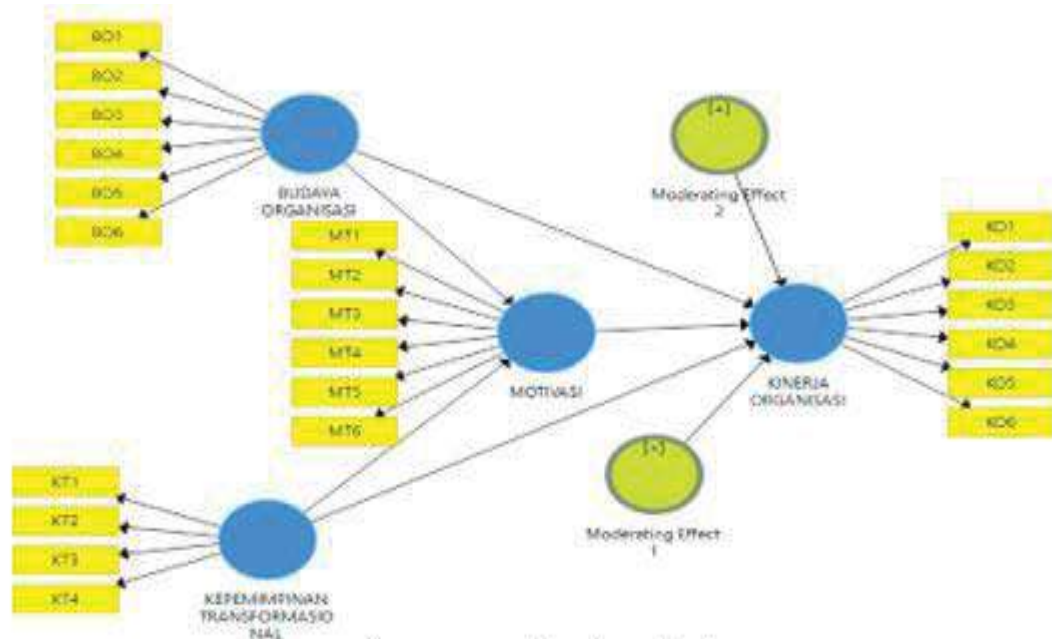 BO1
BO2
BO3
BO4
BO5
BO6
BUDAYA
ORGANISASI
[+]
Moderating Effect
2
MT1
MT2
MT3
MT4
MT5
MT6
MOTIVASI
KO1
KO2
KO3
KO4
KO5
KO6
KINERJA
ORGANISASI
[+]
Moderating Effect
1
KT1
KT2
KT3
KT4
KEPEMIMPINAN
TRANSFORMASIO
NAL